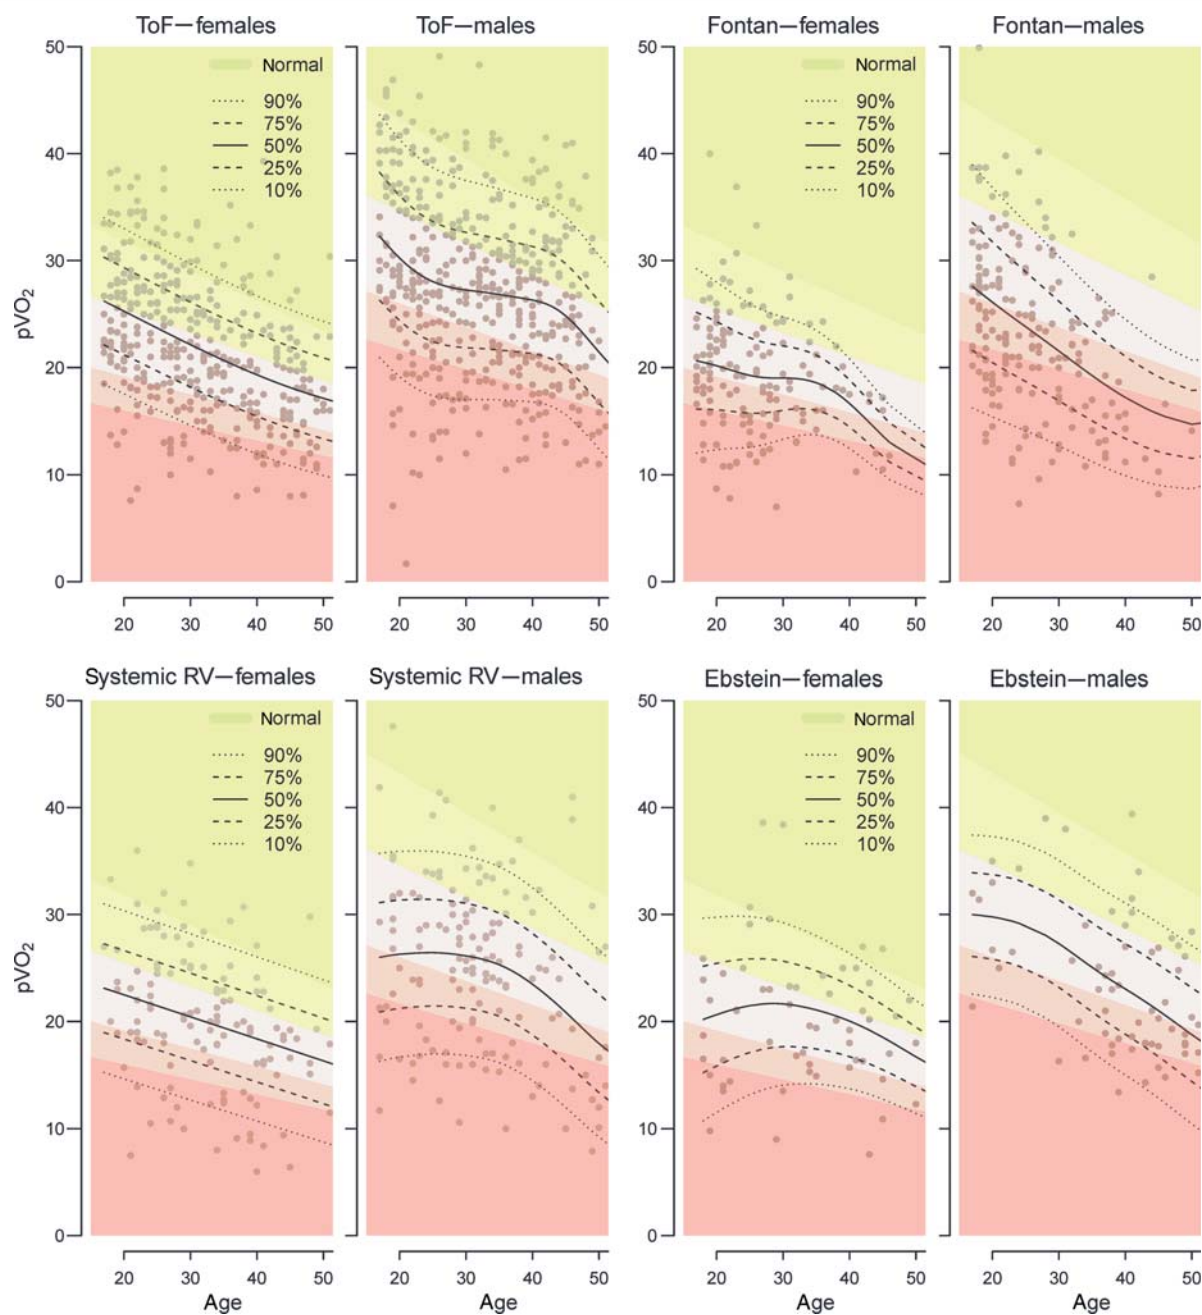 ToF—females ToF—males Fontan—females Fontan—males
50 50
Normal Normal
90% 90%
75% 75%
40 40
50% 50%
25% 25%
10% 10%
30 30
pVO2
20 20
10 10
0 0
20 30 40 50 20 30 40 50 20 30 40 50 20 30 40 50
Systemic RV—females Systemic RV—males Ebstein—females Ebstein—males
50 50
Normal Normal
90% 90%
75% 75%
40 40
50% 50%
25% 25%
10% 10%
30 30
pVO2
20 20
10 10
0 0
20 30 40 50 20 30 40 50 20 30 40 50 20 30 40 50
Age Age Age Age